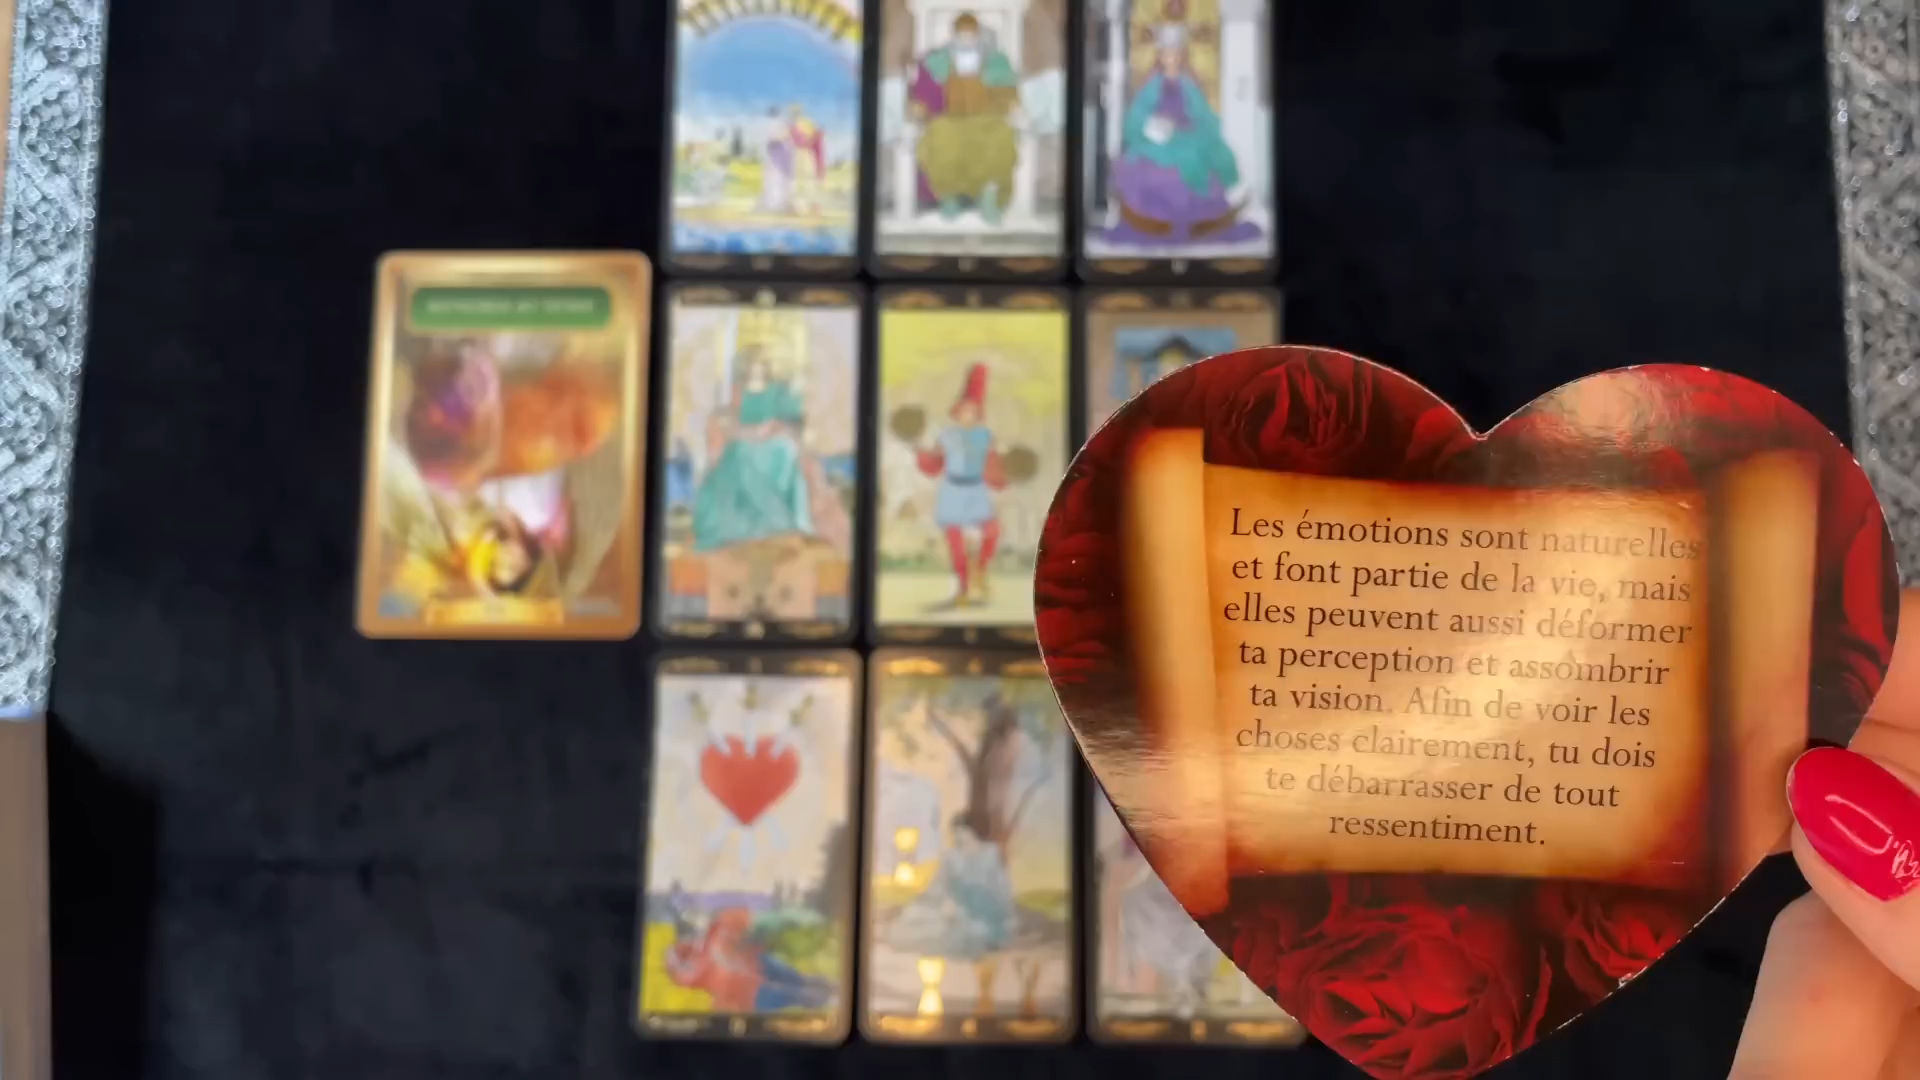 Les émotions sont naturelles
et font partie de la vie, mais
elles peuvent aussi déformer
ta perception et assombrir
ta vision. Afin de voir les
choses clairement, tu dois
te débarrasser de tout
ressentiment.